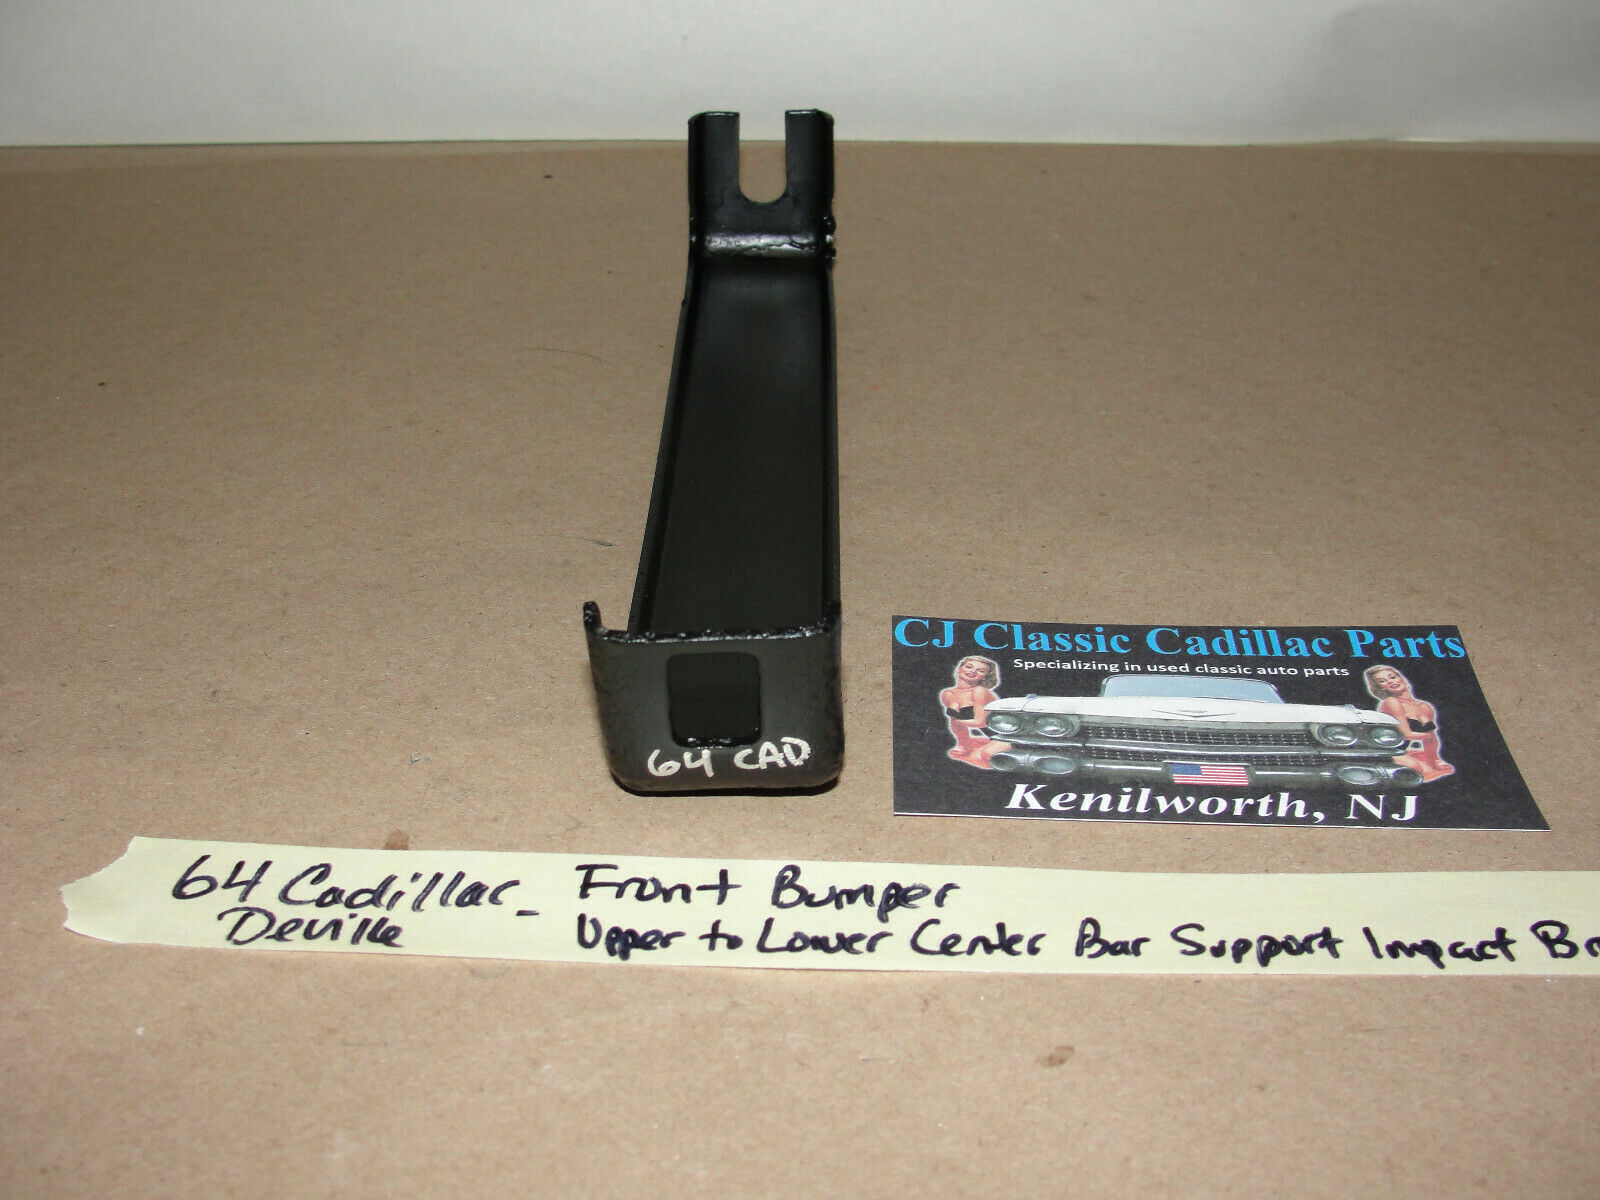 64 CAD
CJ Classic Cadillac Parts
Specializing in used classic auto parts
Kenilworth, NJ
64 Cadillac - Front Bumper
Deville Upper to Lower Center Bar Support Impact Br